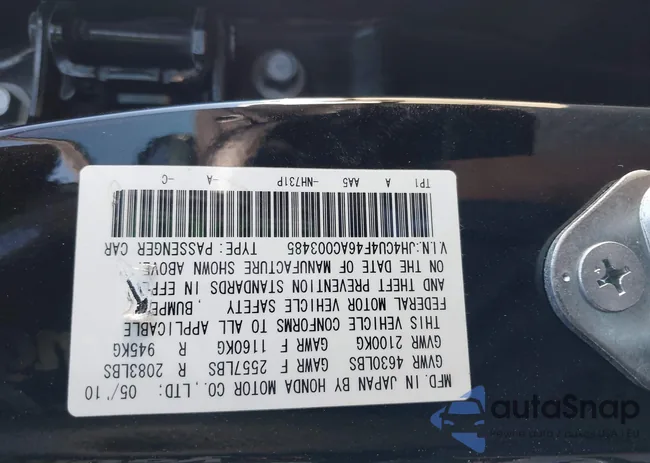 MFD. IN JAPAN BY HONDA MOTOR CO., LTD: 05/'10
GVWR 4630LBS GAWR F 2557LBS R 2083LBS
GVWR 2100KG GAWR F 1160KG R 945KG
THIS VEHICLE CONFORMS TO ALL APPLICABLE
FEDERAL MOTOR VEHICLE SAFETY , 
AND THEFT PREVENTION STANDARDS IN
ON THE DATE OF MANUFACTURE SHOWN ABOVE.
V.I.N.:JH4CU4F46AC003485 TYPE:PASSENGER CAR
TP1 A AA5 -NH731P -A -C
autaSnap